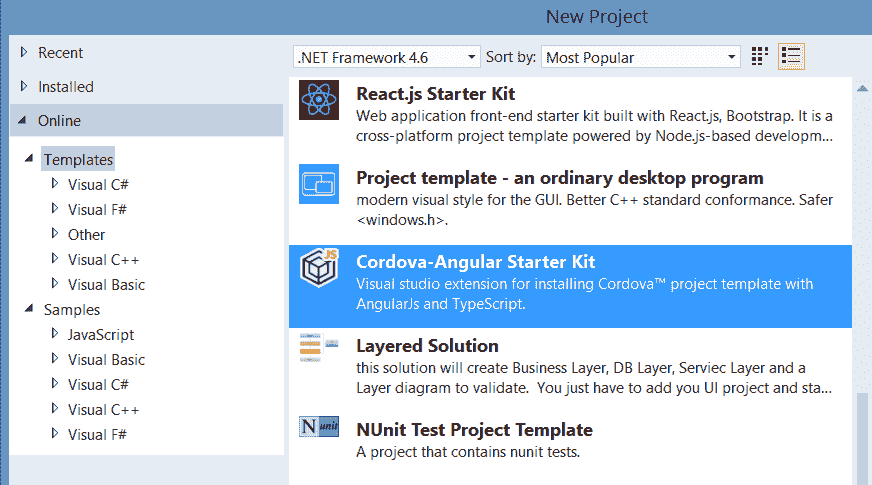 New Project
Recent
Installed
Online
Templates
Visual C#
Visual F#
Other
Visual C++
Visual Basic
Samples
JavaScript
Visual Basic
Visual C#
Visual C++
Visual F#
.NET Framework 4.6 Sort by: Most Popular
React.js Starter Kit
Web application front-end starter kit built with React.js, Bootstrap. It is a
cross-platform project template powered by Node.js-based developm...
Project template - an ordinary desktop program
modern visual style for the GUI. Better C++ standard conformance. Safer
<windows.h>.
JS
Cordova-Angular Starter Kit
Visual studio extension for installing Cordova™ project template with
AngularJs and TypeScript.
Layered Solution
this solution will create Business Layer, DB Layer, Serviec Layer and a
Layer diagram to validate.  You just have to add you UI project and sta...
Nunit
NUnit Test Project Template
A project that contains nunit tests.